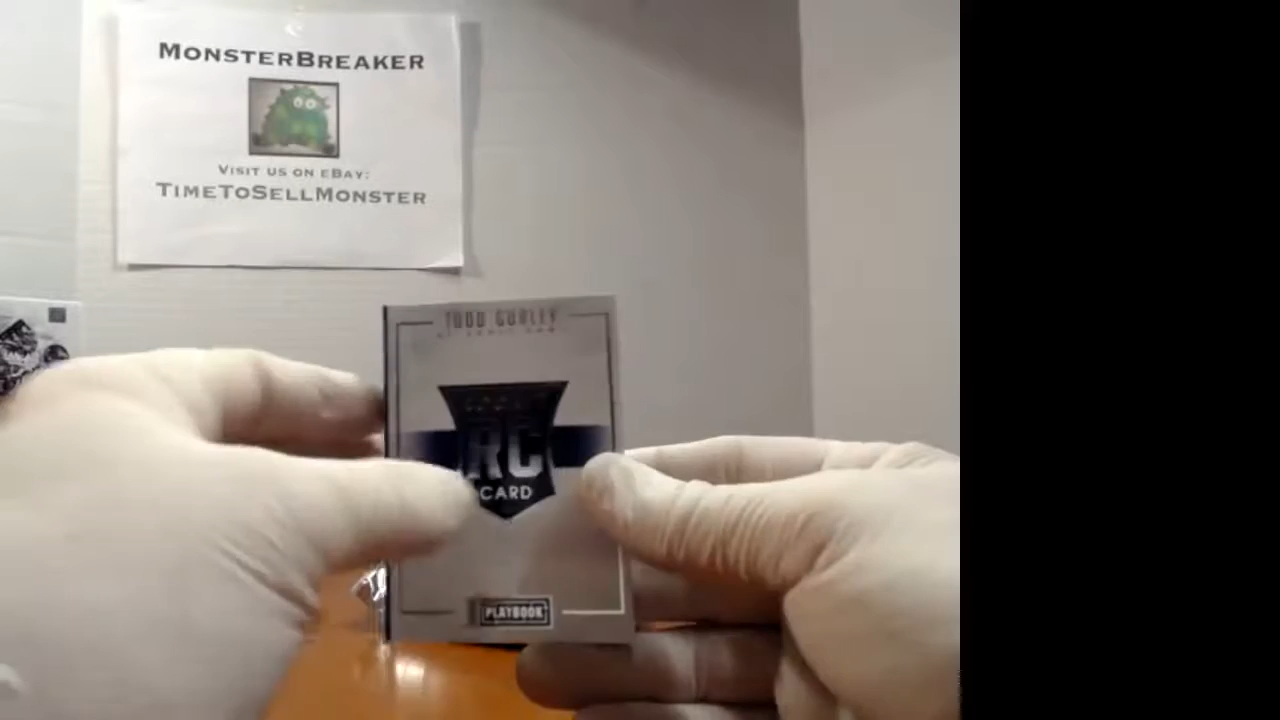 MONSTERBREAKER
VISIT US ON EBAY:
TIMETOSELLMONSTER
TODD GURLEY
RC
CARD
PLAYBOOK